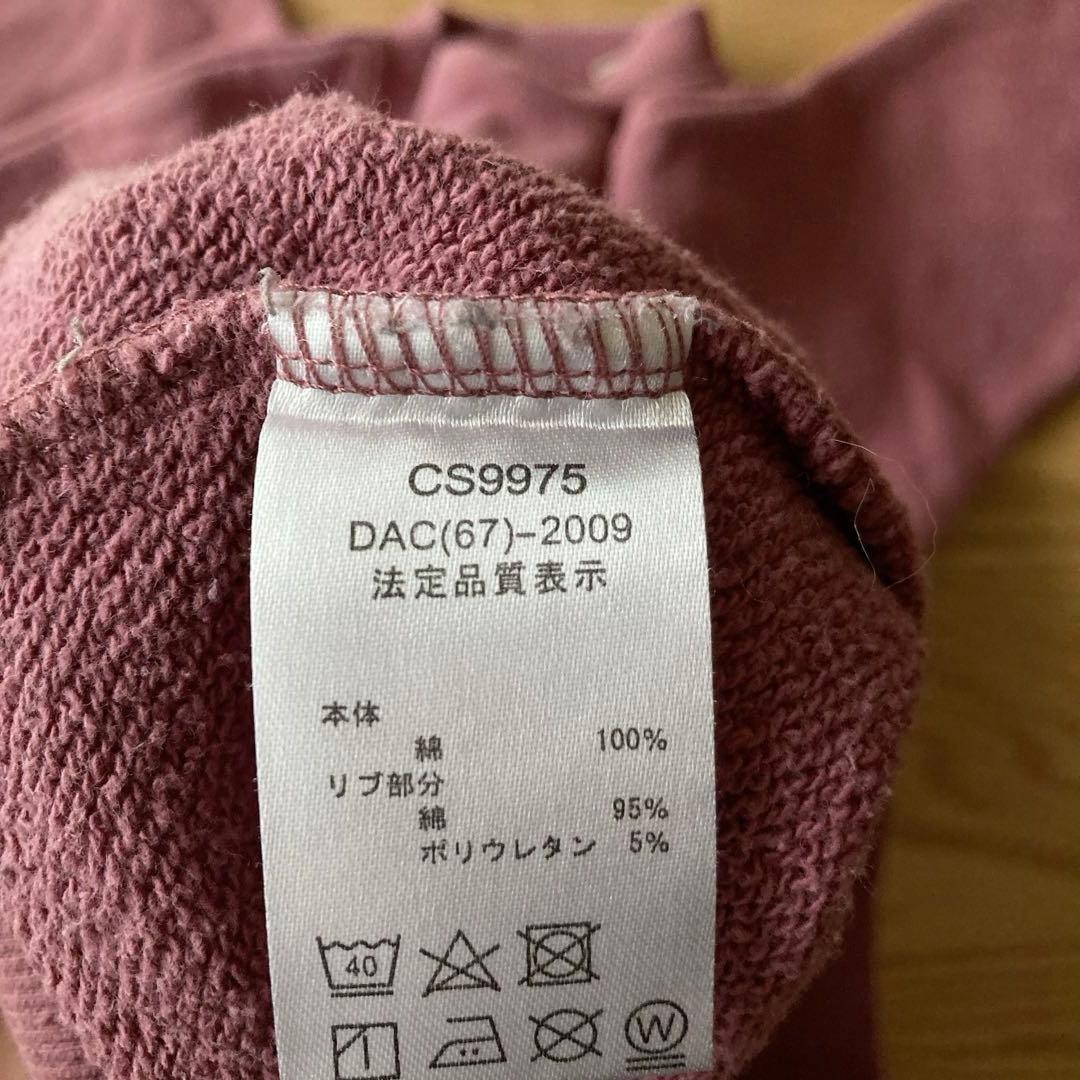 CS9975
DAC(67)-2009
法定品質表示
本体
綿 100%
リブ部分
綿 95%
ポリウレタン 5%
40
W